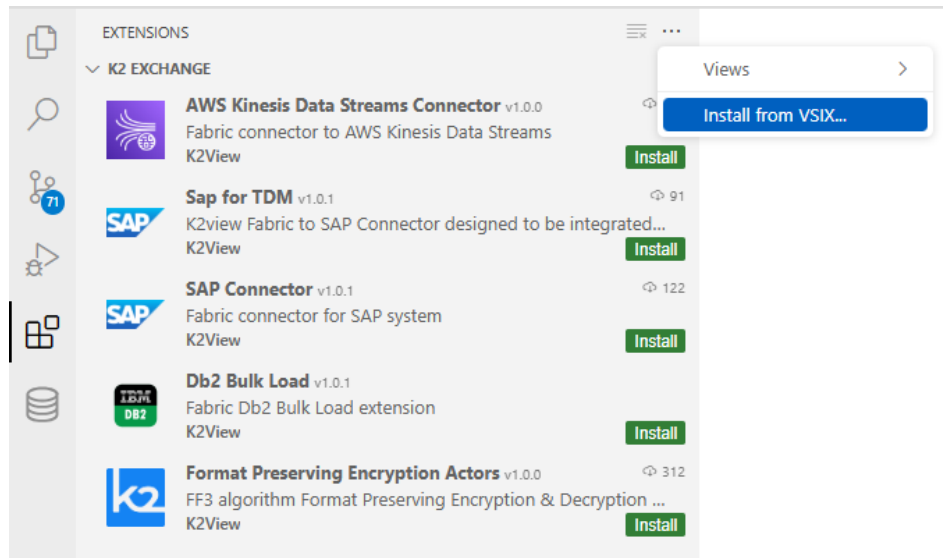 EXTENSIONS
K2 EXCHANGE
Views
Install from VSIX...
AWS Kinesis Data Streams Connector v1.0.0
Fabric connector to AWS Kinesis Data Streams
K2View
Install
71
Sap for TDM v1.0.1
91
SAP
K2view Fabric to SAP Connector designed to be integrated...
K2View
Install
SAP Connector v1.0.1
122
SAP
Fabric connector for SAP system
K2View
Install
Db2 Bulk Load v1.0.1
IBM
DB2
Fabric Db2 Bulk Load extension
K2View
Install
Format Preserving Encryption Actors v1.0.0
312
k2
FF3 algorithm Format Preserving Encryption & Decryption ...
K2View
Install